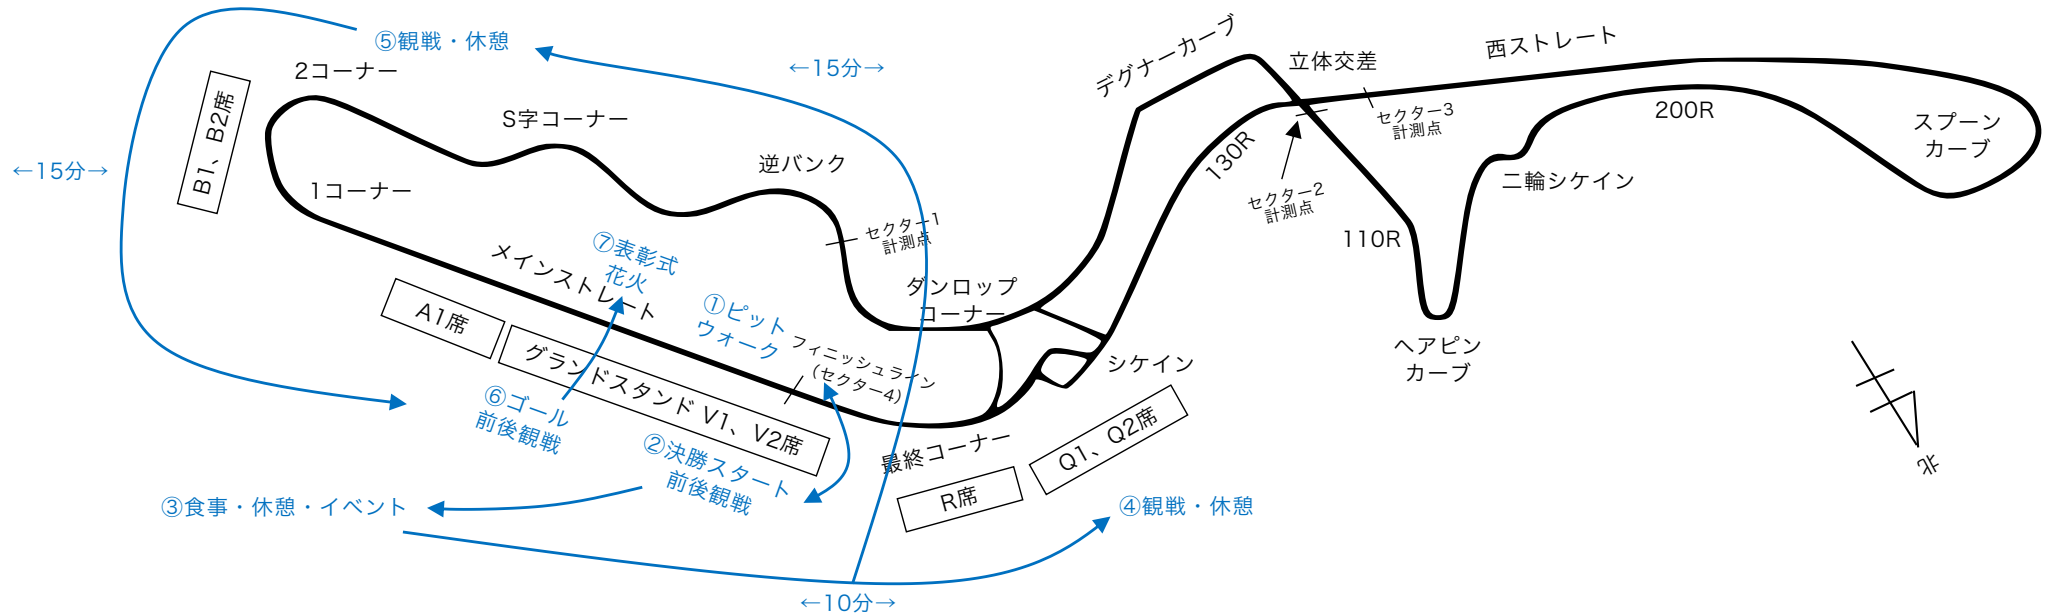 ⑤観戦・休憩
2コーナー
B1、B2席
←15分→
1コーナー
S字コーナー
←15分→
逆バンク
セクター1
計測点
デグナーカーブ
立体交差
西ストレート
セクター3
計測点
130R
セクター2
計測点
200R
スプーン
カーブ
二輪シケイン
110R
ヘアピン
カーブ
メインストレート
⑦表彰式
花火
①ピット
ウォーク
フィニッシュライン
（セクター4）
ダンロップ
コーナー
シケイン
A1席
グランドスタンド V1、V2席
⑥ゴール
前後観戦
②決勝スタート
前後観戦
最終コーナー
R席
Q1、Q2席
③食事・休憩・イベント
④観戦・休憩
←10分→
北